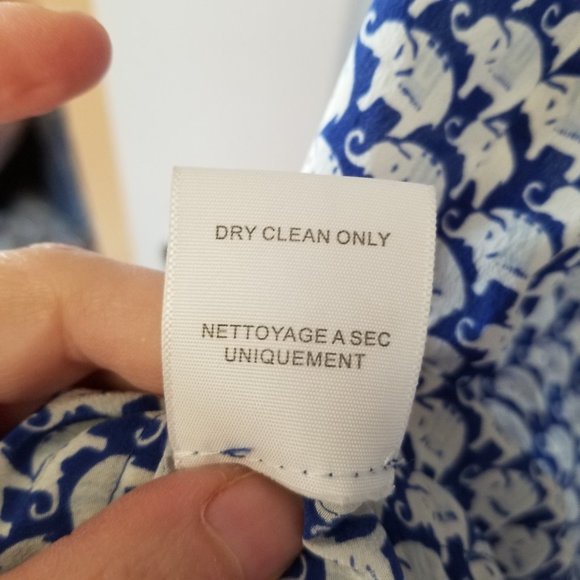 DRY CLEAN ONLY
NETTOYAGE A SEC
UNIQUEMENT